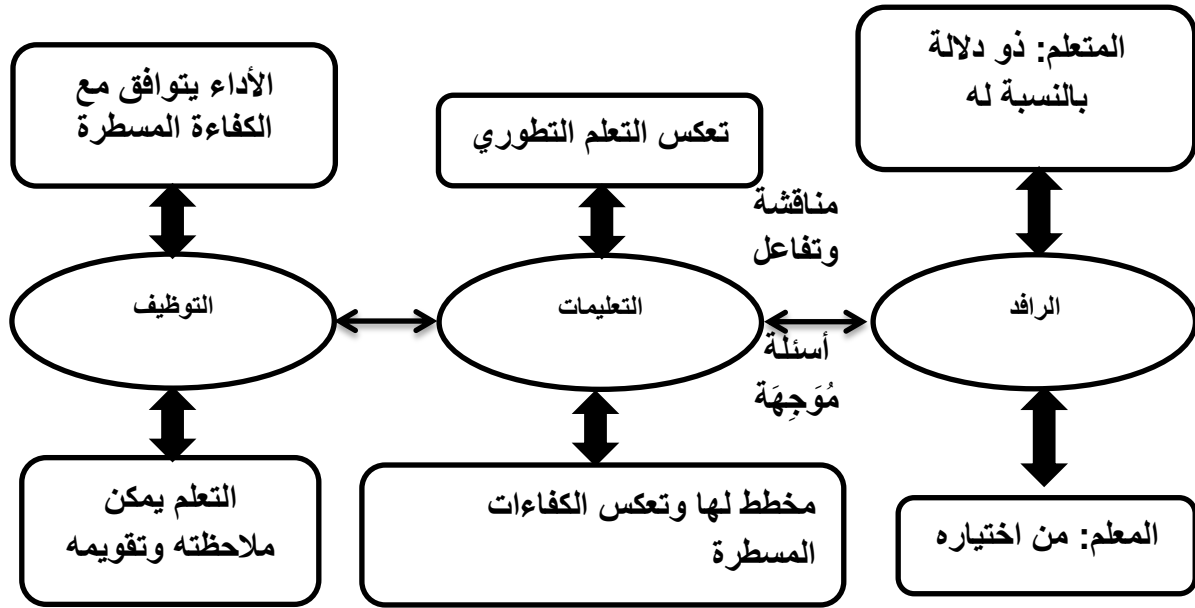 المتعلم: ذو دلالة
بالنسبة له
تعكس التعلم التطوري
الأداء يتوافق مع
الكفاءة المسطرة
مناقشة
وتفاعل
الرافد
التعليمات
التوظيف
أسئلة
مُوَجِهَة
المعلم: من اختياره
مخطط لها وتعكس الكفاءات
المسطرة
التعلم يمكن
ملاحظته وتقويمه